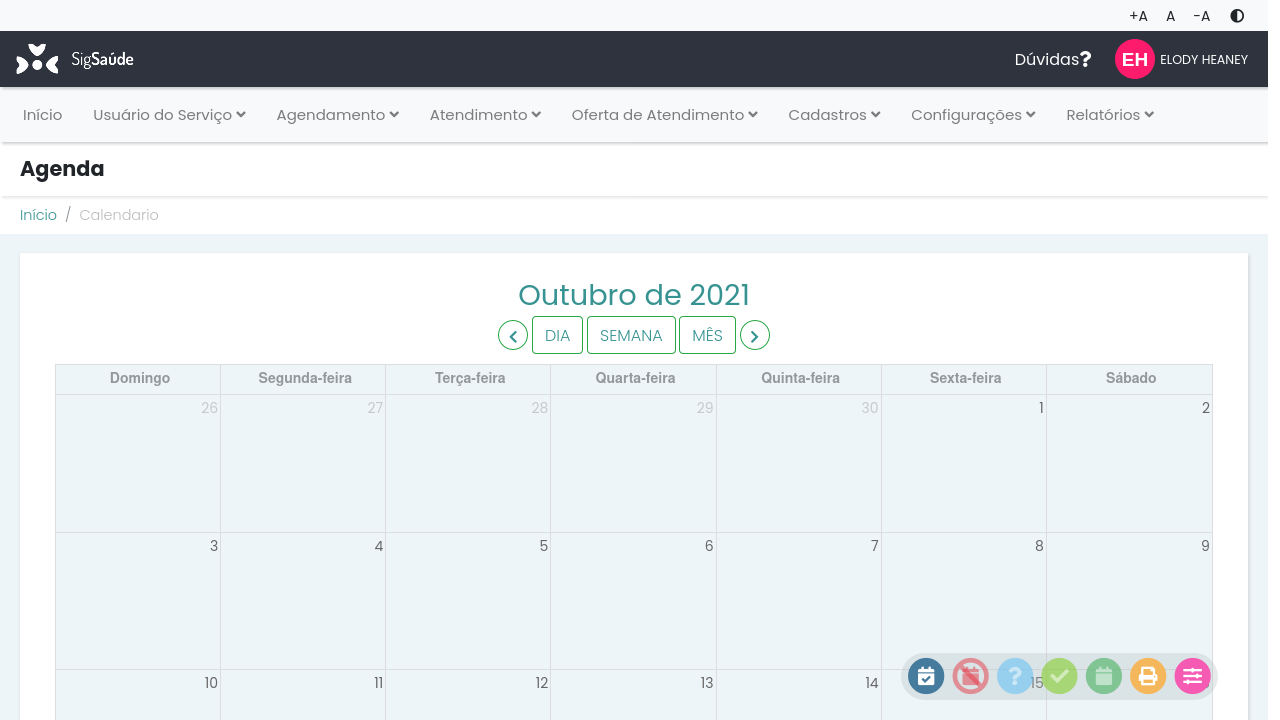 +A A -A
SigSaúde Dúvidas? EH ELODY HEANEY
Início Usuário do Serviço Agendamento Atendimento Oferta de Atendimento Cadastros Configurações Relatórios
Agenda
Início / Calendario
Outubro de 2021
DIA SEMANA MÊS
Domingo Segunda-feira Terça-feira Quarta-feira Quinta-feira Sexta-feira Sábado
26 27 28 29 30 1 2
3 4 5 6 7 8 9
10 11 12 13 14 15